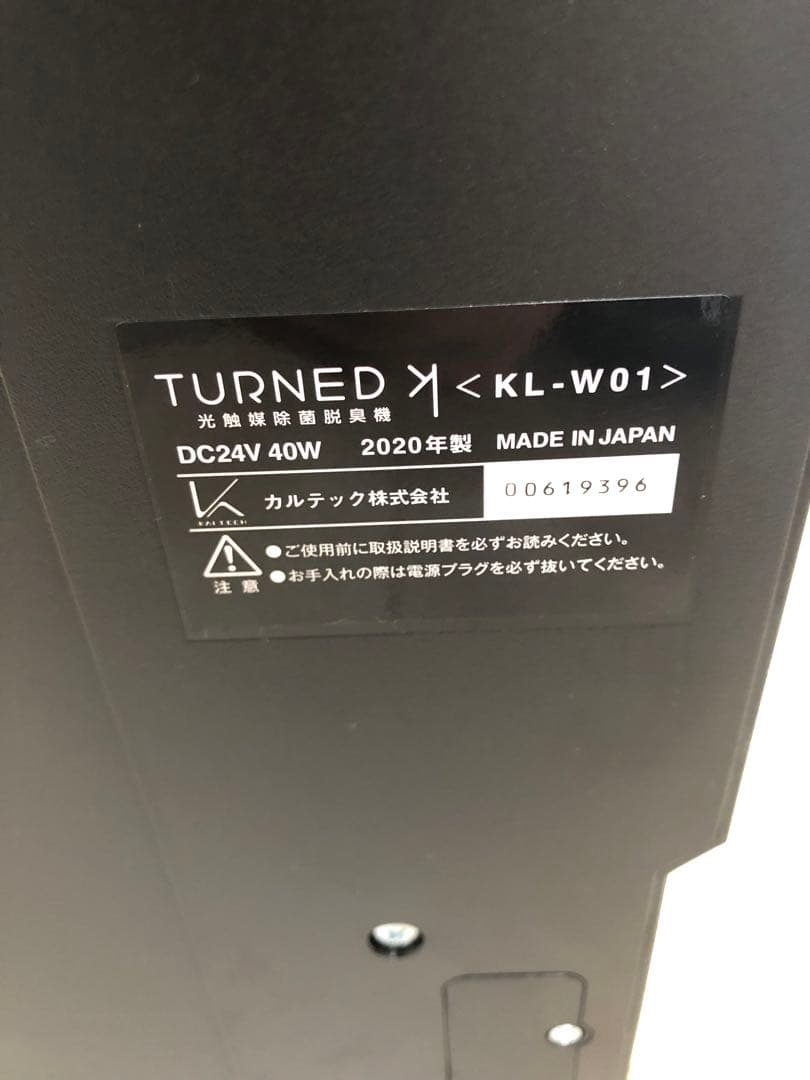 TURNED K <KL-W01>
光触媒除菌脱臭機
DC24V 40W 2020年製 MADE IN JAPAN
KALTECH カルテック株式会社 00619396
●ご使用前に取扱説明書を必ずお読みください。
注意 ●お手入れの際は電源プラグを必ず抜いてください。